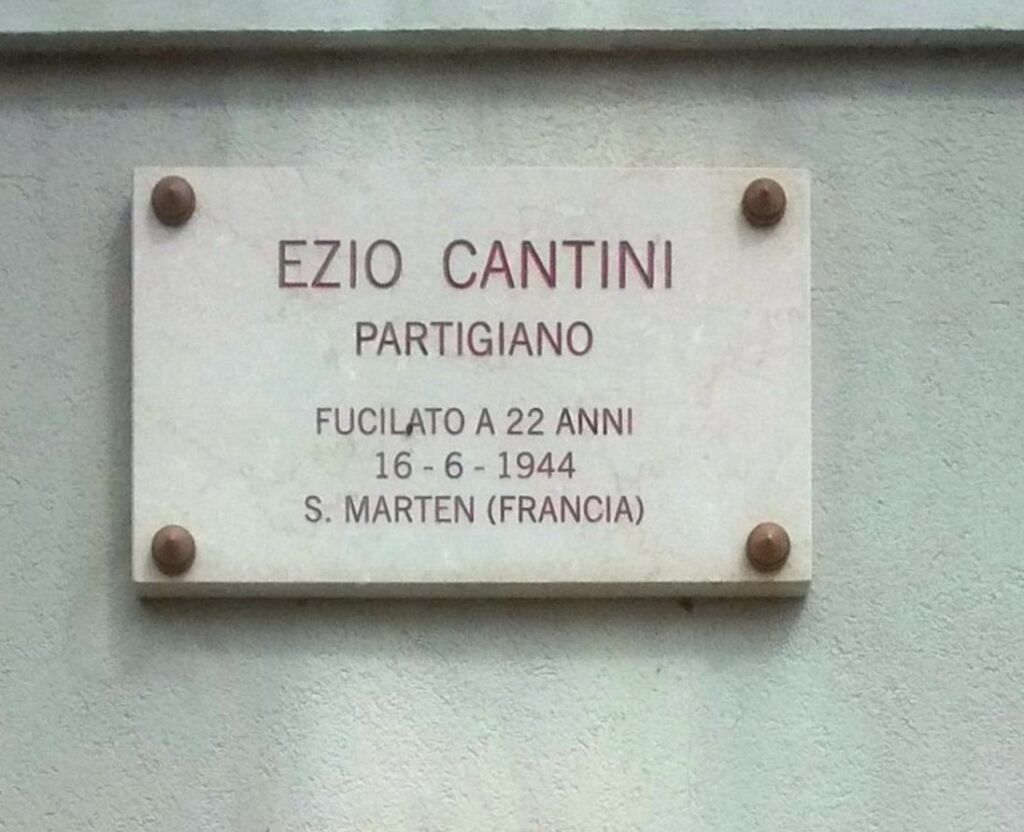 EZIO CANTINI
PARTIGIANO
FUCILATO A 22 ANNI
16 - 6 - 1944
S. MARTEN (FRANCIA)